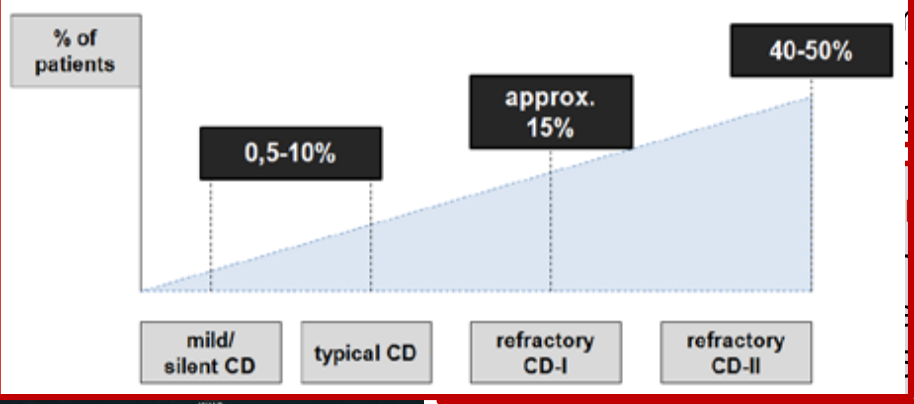 % of
patients
0,5-10%
approx.
15%
40-50%
mild/
silent CD
typical CD
refractory
CD-I
refractory
CD-II